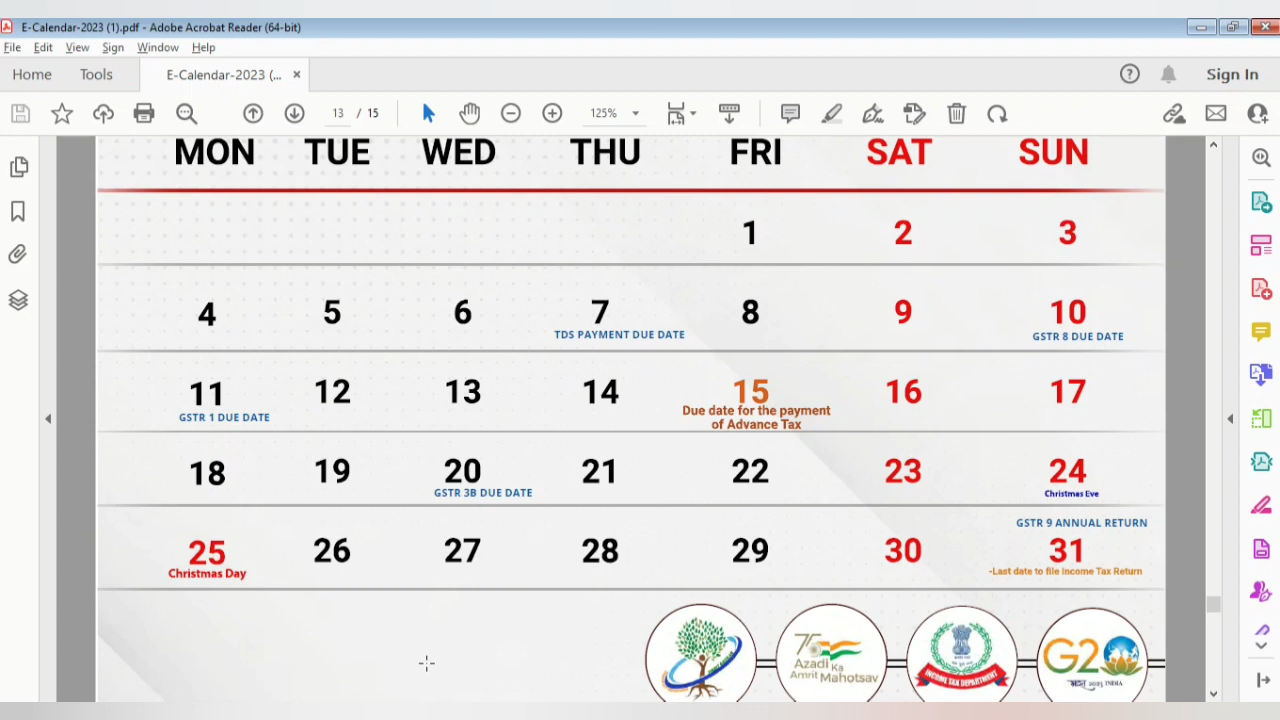 E-Calendar-2023 (1).pdf - Adobe Acrobat Reader (64-bit)
File Edit View Sign Window Help
Home Tools E-Calendar-2023 (... × Sign In
13 / 15 125%
MON TUE WED THU FRI SAT SUN
1 2 3
4 5 6 7 8 9 10
TDS PAYMENT DUE DATE GSTR 8 DUE DATE
11 12 13 14 15 16 17
GSTR 1 DUE DATE Due date for the payment
of Advance Tax
18 19 20 21 22 23 24
GSTR 3B DUE DATE Christmas Eve
GSTR 9 ANNUAL RETURN
25 26 27 28 29 30 31
Christmas Day -Last date to file Income Tax Return
75
Azadi Ka
Amrit Mahotsav
INCOME TAX DEPARTMENT
G20
भारत 2023 INDIA